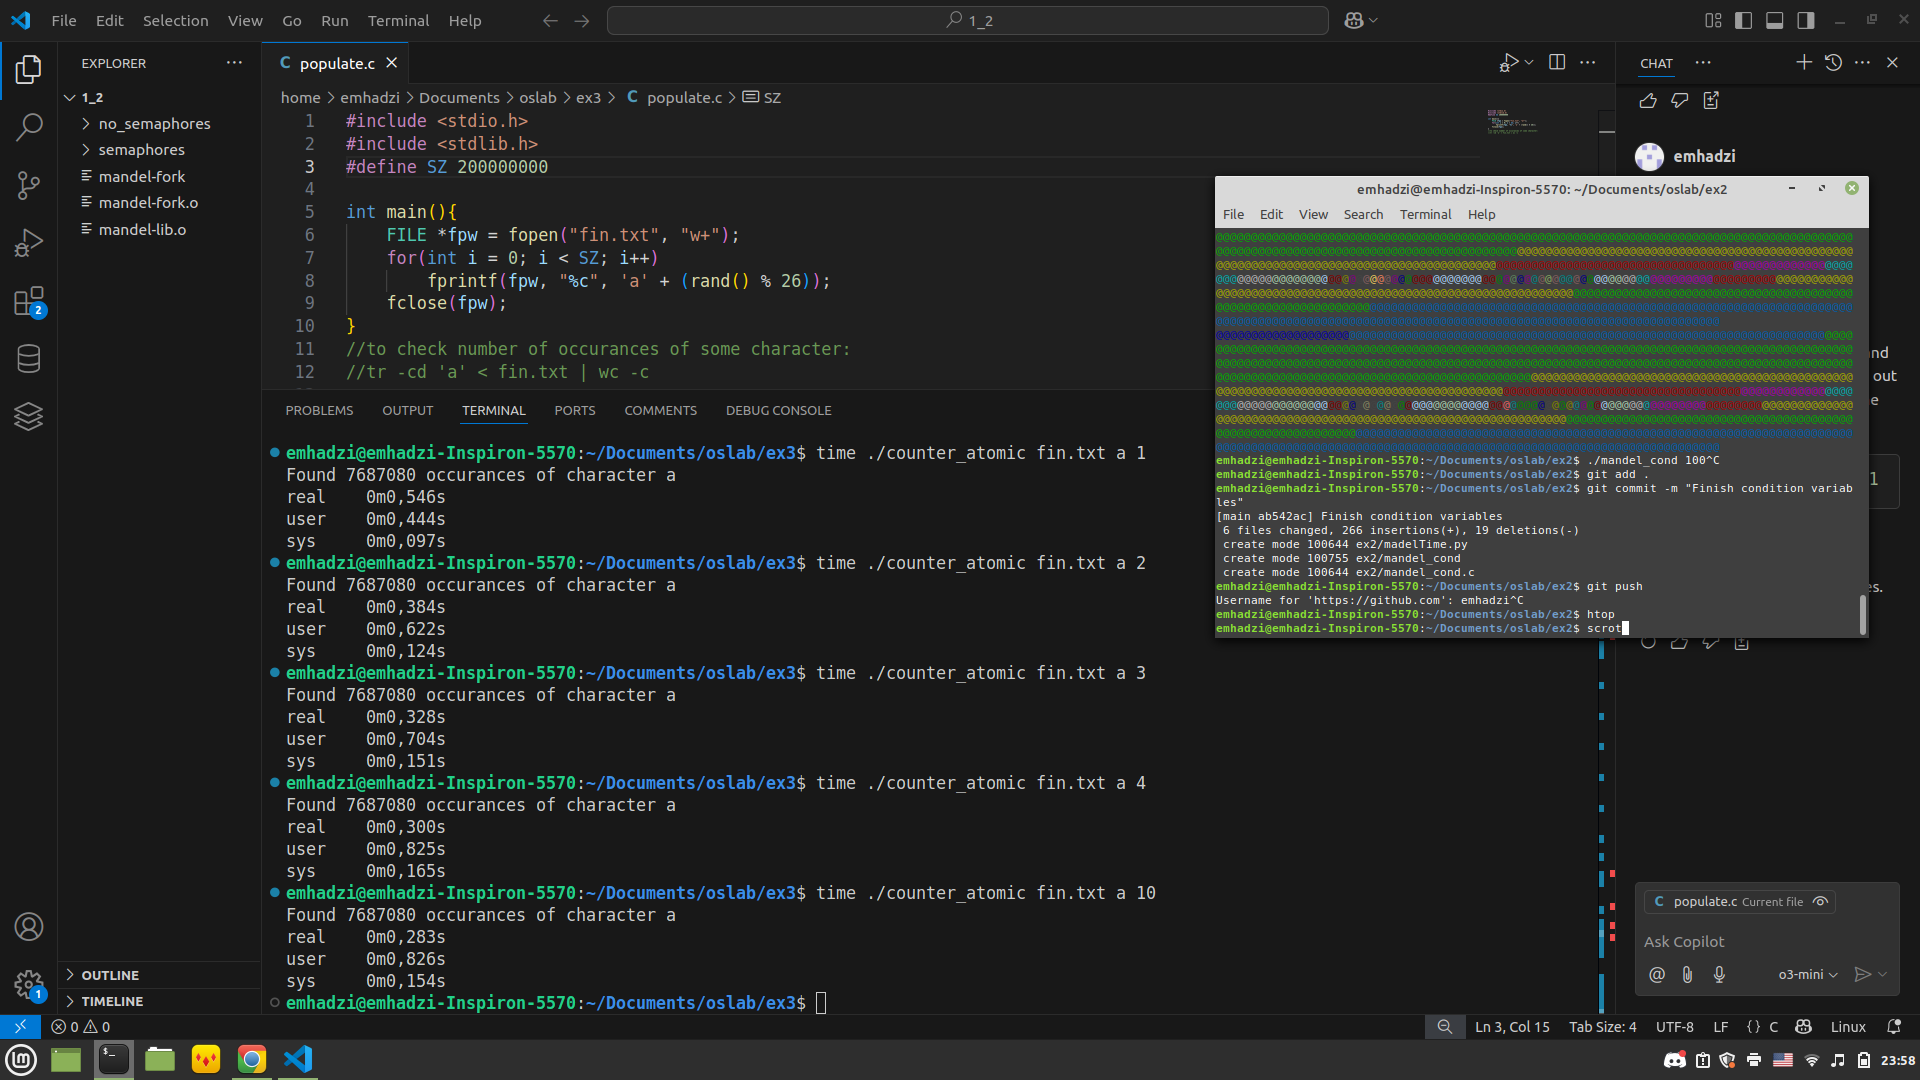 File Edit Selection View Go Run Terminal Help
1_2
EXPLORER
1_2
no_semaphores
semaphores
mandel-fork
mandel-fork.o
mandel-lib.o
OUTLINE
TIMELINE
C populate.c
home > emhadzi > Documents > oslab > ex3 > C populate.c > SZ
1 #include <stdio.h>
2 #include <stdlib.h>
3 #define SZ 200000000
4
5 int main(){
6 FILE *fpw = fopen("fin.txt", "w+");
7 for(int i = 0; i < SZ; i++)
8 fprintf(fpw, "%c", 'a' + (rand() % 26));
9 fclose(fpw);
10 }
11 //to check number of occurances of some character:
12 //tr -cd 'a' < fin.txt | wc -c
PROBLEMS OUTPUT TERMINAL PORTS COMMENTS DEBUG CONSOLE
emhadzi@emhadzi-Inspiron-5570:~/Documents/oslab/ex3$ time ./counter_atomic fin.txt a 1
Found 7687080 occurances of character a
real 0m0,546s
user 0m0,444s
sys 0m0,097s
emhadzi@emhadzi-Inspiron-5570:~/Documents/oslab/ex3$ time ./counter_atomic fin.txt a 2
Found 7687080 occurances of character a
real 0m0,384s
user 0m0,622s
sys 0m0,124s
emhadzi@emhadzi-Inspiron-5570:~/Documents/oslab/ex3$ time ./counter_atomic fin.txt a 3
Found 7687080 occurances of character a
real 0m0,328s
user 0m0,704s
sys 0m0,151s
emhadzi@emhadzi-Inspiron-5570:~/Documents/oslab/ex3$ time ./counter_atomic fin.txt a 4
Found 7687080 occurances of character a
real 0m0,300s
user 0m0,825s
sys 0m0,165s
emhadzi@emhadzi-Inspiron-5570:~/Documents/oslab/ex3$ time ./counter_atomic fin.txt a 10
Found 7687080 occurances of character a
real 0m0,283s
user 0m0,826s
sys 0m0,154s
emhadzi@emhadzi-Inspiron-5570:~/Documents/oslab/ex3$
emhadzi@emhadzi-Inspiron-5570: ~/Documents/oslab/ex2
File Edit View Search Terminal Help
emhadzi@emhadzi-Inspiron-5570:~/Documents/oslab/ex2$ ./mandel_cond 100^C
emhadzi@emhadzi-Inspiron-5570:~/Documents/oslab/ex2$ git add .
emhadzi@emhadzi-Inspiron-5570:~/Documents/oslab/ex2$ git commit -m "Finish condition variab
les"
[main ab542ac] Finish condition variables
6 files changed, 266 insertions(+), 19 deletions(-)
create mode 100644 ex2/madelTime.py
create mode 100755 ex2/mandel_cond
create mode 100644 ex2/mandel_cond.c
emhadzi@emhadzi-Inspiron-5570:~/Documents/oslab/ex2$ git push
Username for 'https://github.com': emhadzi^C
emhadzi@emhadzi-Inspiron-5570:~/Documents/oslab/ex2$ htop
emhadzi@emhadzi-Inspiron-5570:~/Documents/oslab/ex2$ scrot
CHAT
emhadzi
nd
out
e
1
es.
C populate.c Current file
Ask Copilot
o3-mini
2
1
0 0
Ln 3, Col 15 Tab Size: 4 UTF-8 LF {} C Linux
23:58